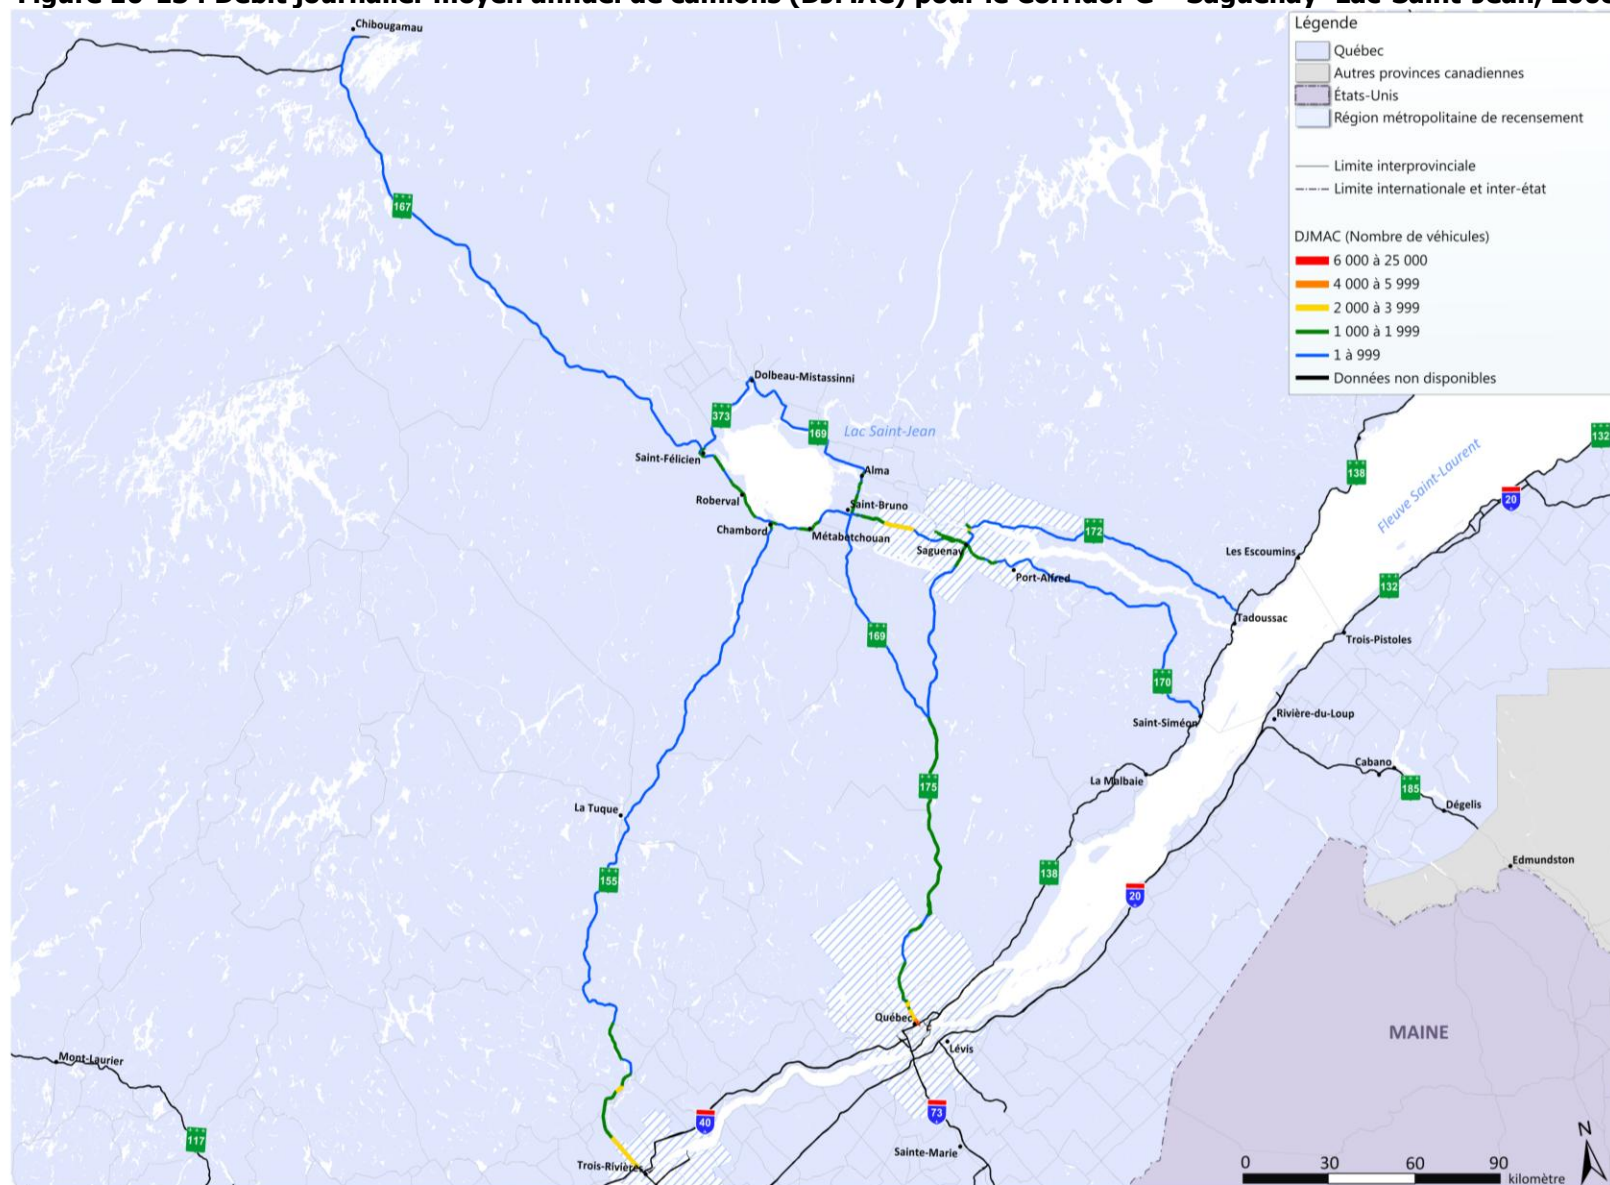 Chibougamau
Légende
Québec
Autres provinces canadiennes
États-Unis
Région métropolitaine de recensement
Limite interprovinciale
Limite internationale et inter-état
DJMAC (Nombre de véhicules)
6 000 à 25 000
4 000 à 5 999
2 000 à 3 999
1 000 à 1 999
1 à 999
Données non disponibles
167
Dolbeau-Mistassinni
373
169
Lac Saint-Jean
132
Saint-Félicien
Alma
138
Fleuve Saint-Laurent
20
Roberval
Saint-Bruno
Chambord
Métabetchouan
172
Saguenay
Les Escoumins
Port-Alfred
132
Tadoussac
169
Trois-Pistoles
170
Saint-Siméon
Rivière-du-Loup
La Malbaie
Cabano
175
185
La Tuque
Dégelis
Edmundston
155
138
20
Québec
MAINE
Mont-Laurier
Lévis
40
73
117
Sainte-Marie
N
Trois-Rivières
0 30 60 90
kilomètre